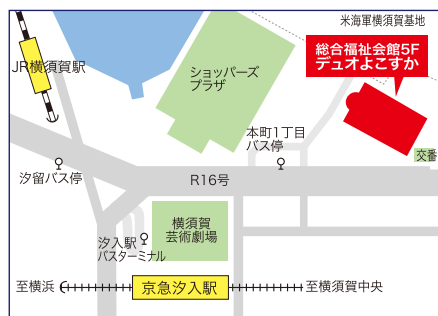 米海軍横須賀基地
総合福祉会館5F
デュオよこすか
JR横須賀駅
ショッパーズ
プラザ
本町1丁目
バス停
交番
汐留バス停
R16号
横須賀
芸術劇場
汐入駅
バスターミナル
至横浜
京急汐入駅
至横須賀中央